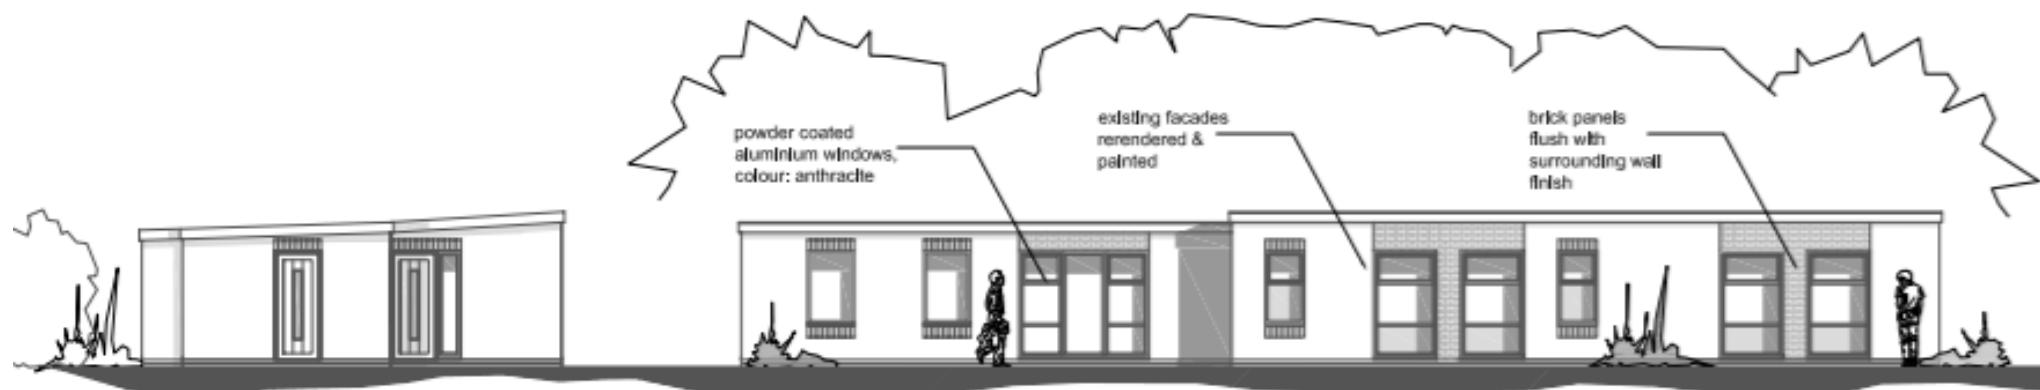 powder coated
aluminium windows,
colour: anthracite
existing facades
rerendered &
painted
brick panels
flush with
surrounding wall
finish